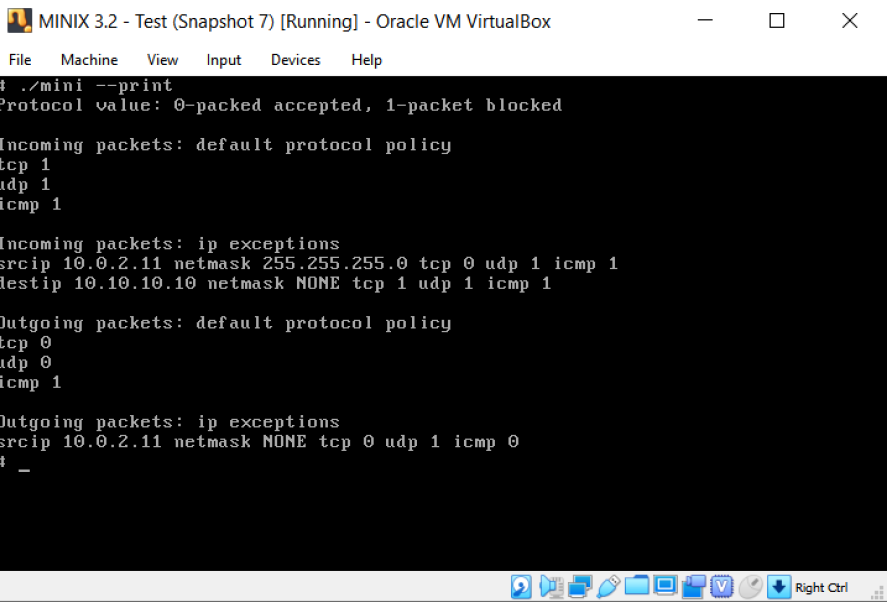 MINIX 3.2 - Test (Snapshot 7) [Running] - Oracle VM VirtualBox
File Machine View Input Devices Help
# ./mini --print
Protocol value: 0-packed accepted, 1-packet blocked
Incoming packets: default protocol policy
tcp 1
udp 1
icmp 1
Incoming packets: ip exceptions
srcip 10.0.2.11 netmask 255.255.255.0 tcp 0 udp 1 icmp 1
destip 10.10.10.10 netmask NONE tcp 1 udp 1 icmp 1
Outgoing packets: default protocol policy
tcp 0
udp 0
icmp 1
Outgoing packets: ip exceptions
srcip 10.0.2.11 netmask NONE tcp 0 udp 1 icmp 0
# _
Right Ctrl